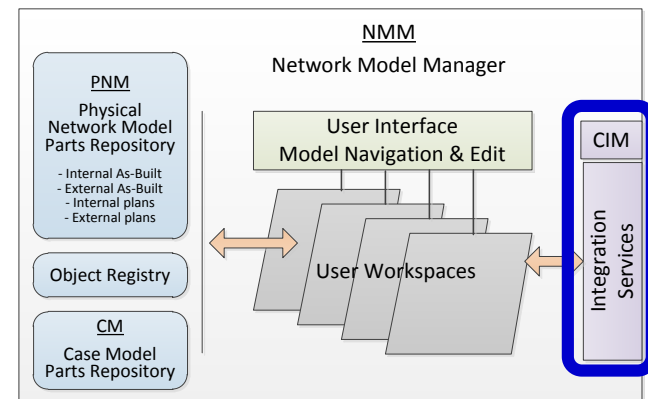 NMM
Network Model Manager
PNM
Physical
Network Model
Parts Repository
- Internal As-Built
- External As-Built
- Internal plans
- External plans
Object Registry
CM
Case Model
Parts Repository
User Interface
Model Navigation & Edit
User Workspaces
CIM
Integration
Services